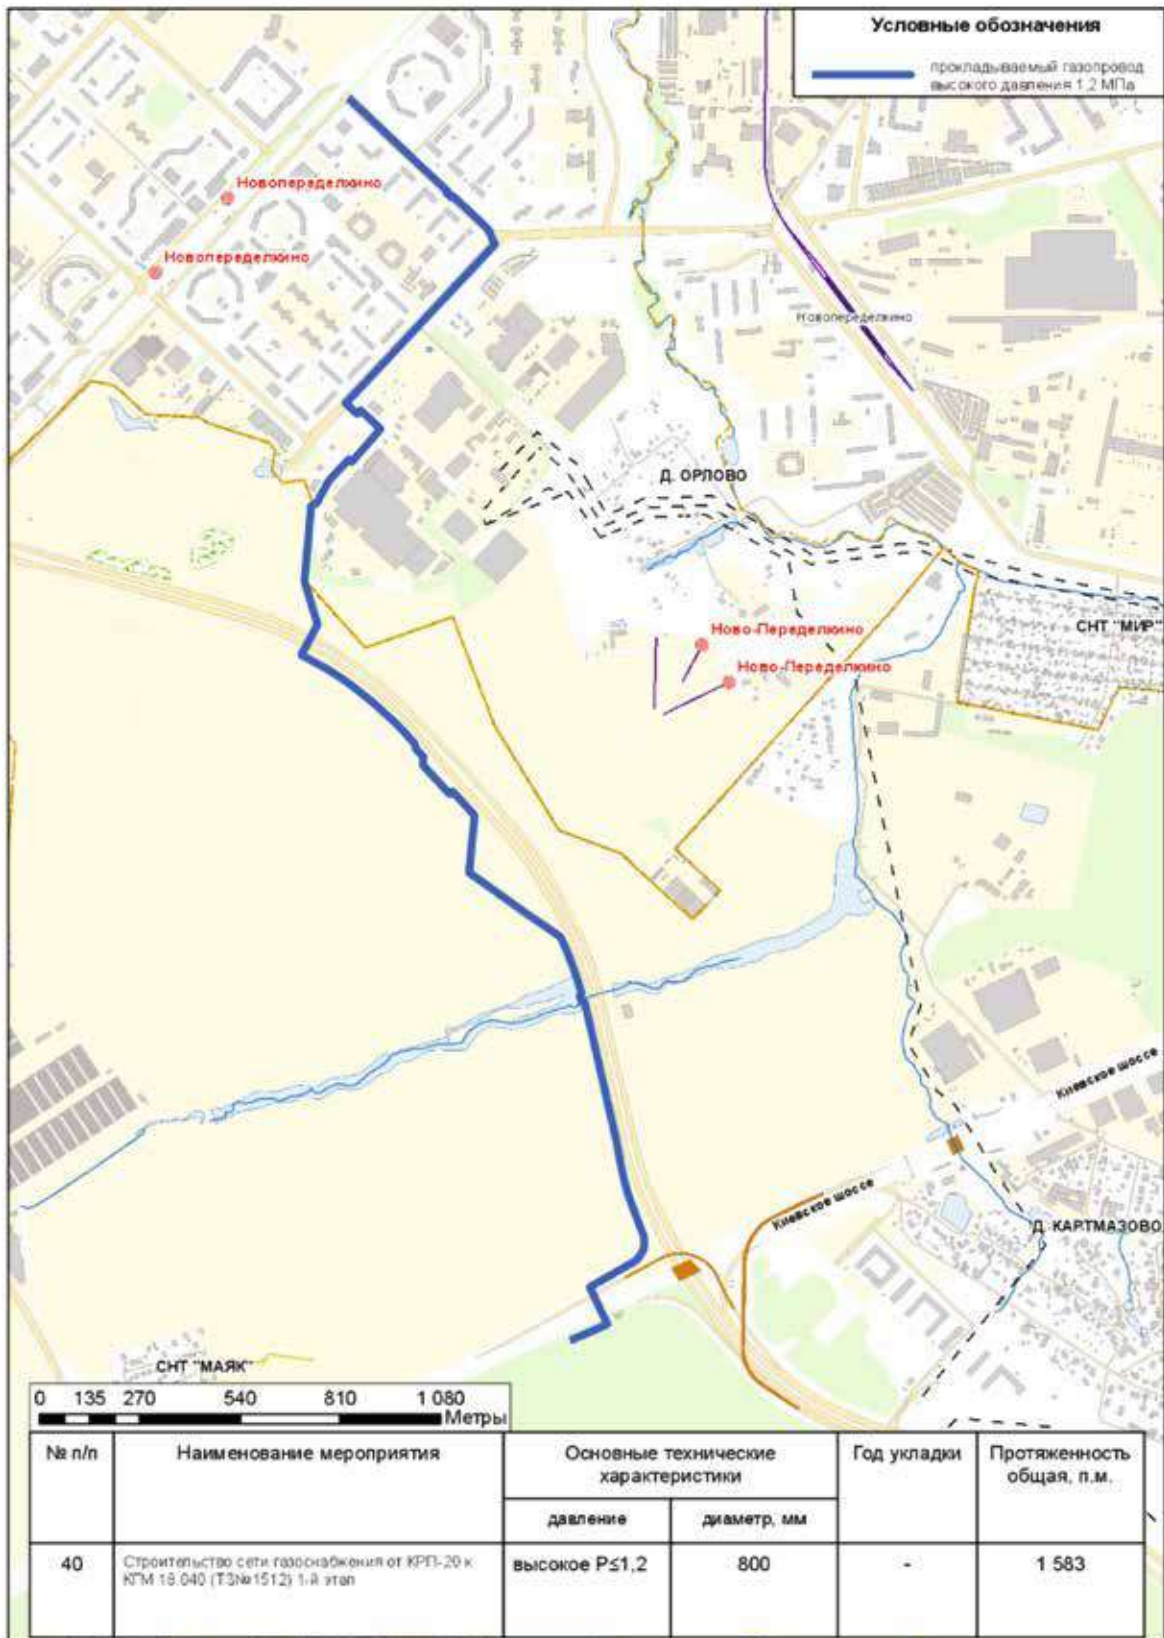 Условные обозначения
прокладываемый газопровод
высокого давления 1,2 МПа
Новопеределкино
Новопеределкино
Новопеределкино
Д. ОРЛОВО
Ново-Переделкино
СНТ "МИР"
Ново-Переделкино
Киевское шоссе
Киевское шоссе
Д. КАРТМАЗОВО
СНТ "МАЯК"
0 135 270 540 810 1 080
Метры
№ п/п
Наименование мероприятия
Основные технические
характеристики
Год укладки
Протяженность
общая, п.м.
давление
диаметр, мм
40
Строительство сети газоснабжения от КРП-20 к
КГМ 18.040 (ТЗ№1512) 1-й этап
высокое Р≤1,2
800
-
1 583